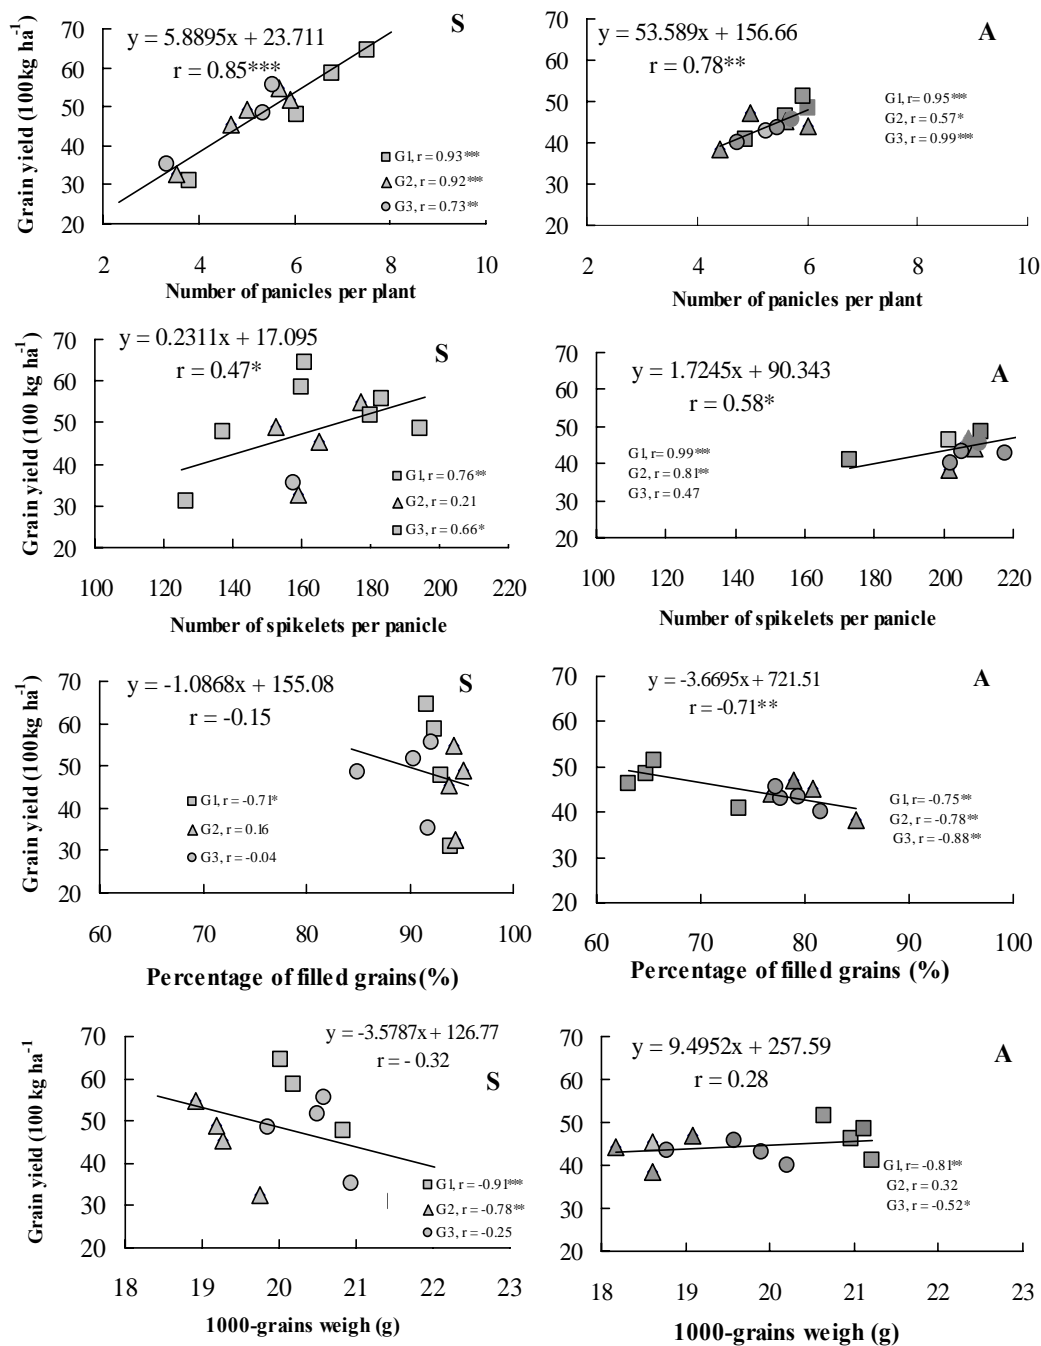 S
y = 5.8895x + 23.711
r = 0.85***
Grain yield (100kg ha-1)
70
60
50
40
30
20
G1, r = 0.93***
G2, r = 0.92***
G3, r = 0.73**
2 4 6 8 10
Number of panicles per plant
A
y = 53.589x + 156.66
r = 0.78**
70
60
50
40
30
20
G1, r= 0.95***
G2, r= 0.57*
G3, r= 0.99***
2 4 6 8 10
Number of panicles per plant
S
y = 0.2311x + 17.095
r = 0.47*
Grain yield (100 kg ha-1)
70
60
50
40
30
20
G1, r = 0.76**
G2, r = 0.21
G3, r = 0.66*
100 120 140 160 180 200 220
Number of spikelets per panicle
A
y = 1.7245x + 90.343
r = 0.58*
70
60
50
40
30
20
G1, r= 0.99***
G2, r = 0.81**
G3, r = 0.47
100 120 140 160 180 200 220
Number of spikelets per panicle
S
y = -1.0868x + 155.08
r = -0.15
Grain yield (100kg ha-1)
70
60
50
40
30
20
G1, r = -0.71*
G2, r = 0.16
G3, r = -0.04
60 70 80 90 100
Percentage of filled grains(%)
A
y = -3.6695x + 721.51
r = -0.71**
70
60
50
40
30
20
G1, r= -0.75**
G2, r = -0.78**
G3, r = -0.88**
60 70 80 90 100
Percentage of filled grains (%)
y = -3.5787x + 126.77
r = - 0.32
S
Grain yield (100 kg ha-1
70
60
50
40
30
20
G1, r = -0.91***
G2, r = -0.78**
G3, r = -0.25
18 19 20 21 22 23
1000-grains weigh (g)
y = 9.4952x + 257.59
A
r = 0.28
70
60
50
40
30
20
G1, r= -0.81**
G2, r = 0.32
G3, r = -0.52*
18 19 20 21 22 23
1000-grains weigh (g)